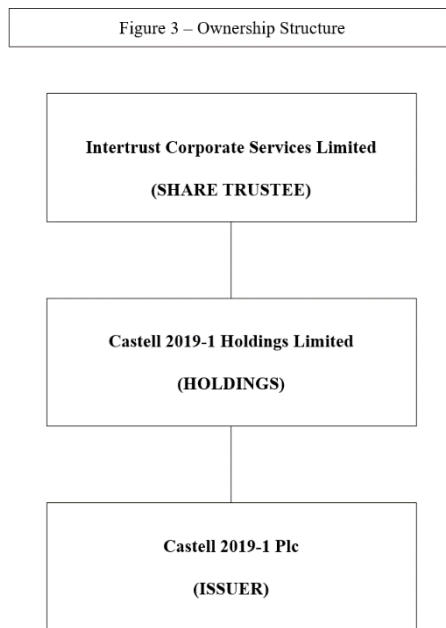 Figure 3 – Ownership Structure
Intertrust Corporate Services Limited
(SHARE TRUSTEE)
Castell 2019-1 Holdings Limited
(HOLDINGS)
Castell 2019-1 Plc
(ISSUER)